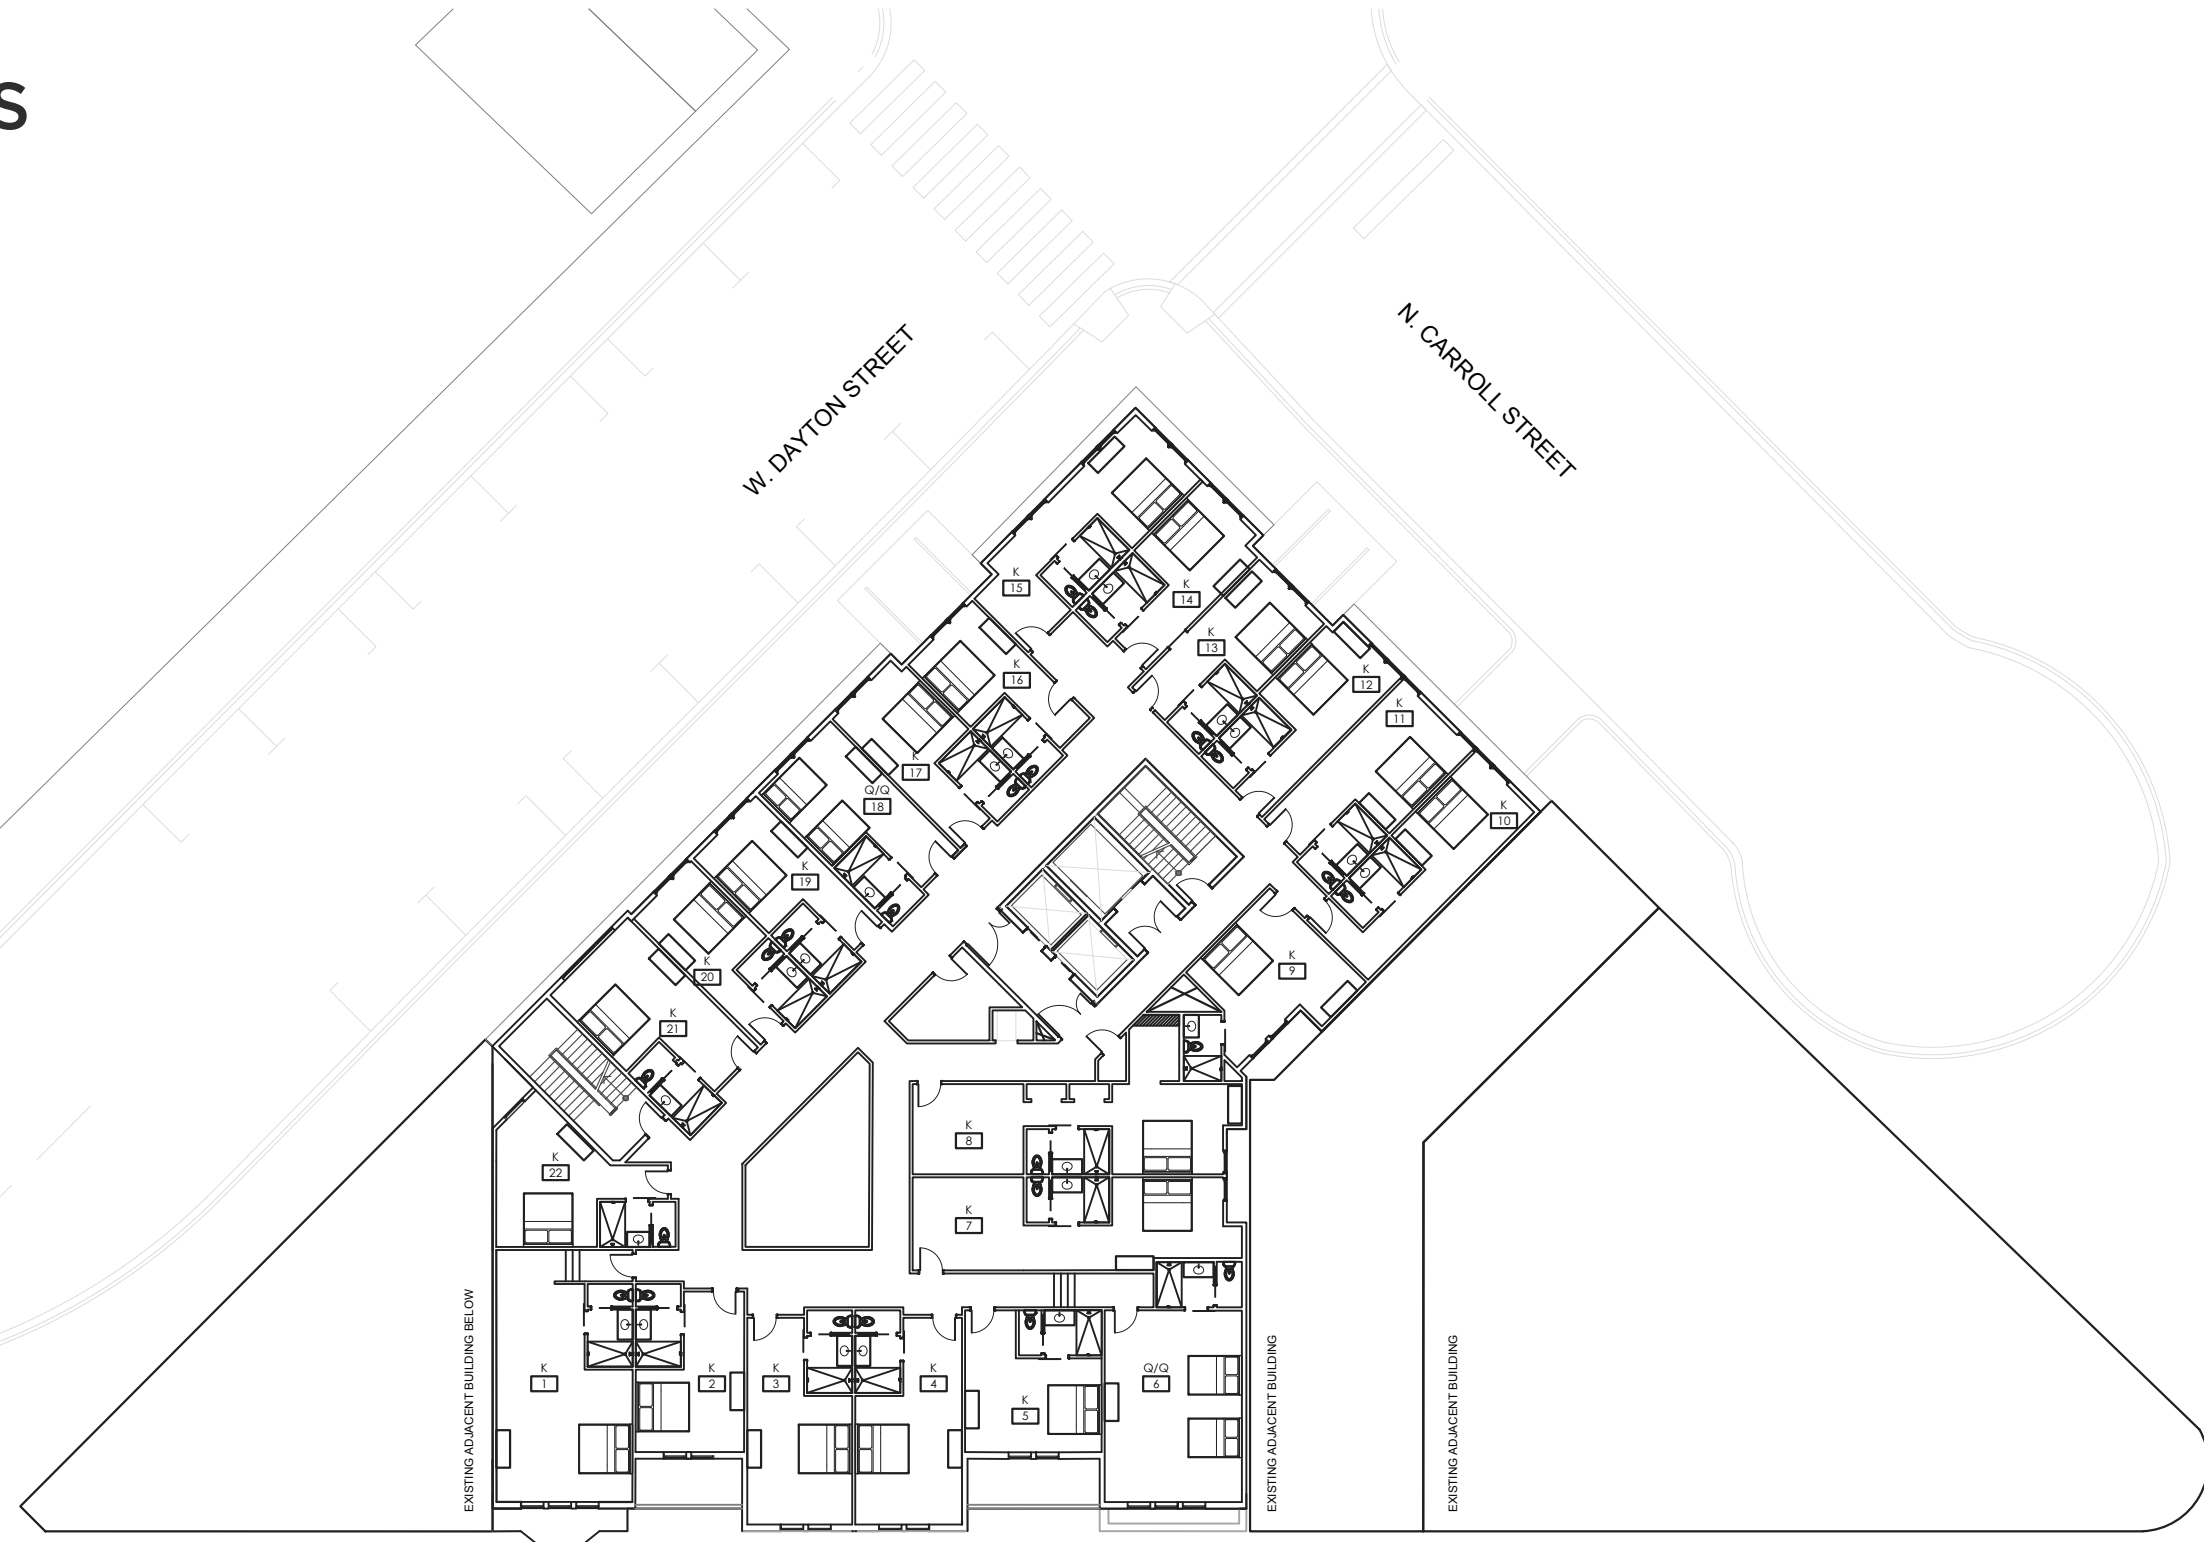 S
W. DAYTON STREET
N. CARROLL STREET
K
15
K
14
K
13
K
16
K
12
K
11
K
17
Q/Q
18
K
10
K
19
K
9
K
20
K
21
K
8
K
22
K
7
K
1
K
2
K
3
K
4
K
5
Q/Q
6
EXISTING ADJACENT BUILDING BELOW
EXISTING ADJACENT BUILDING
EXISTING ADJACENT BUILDING